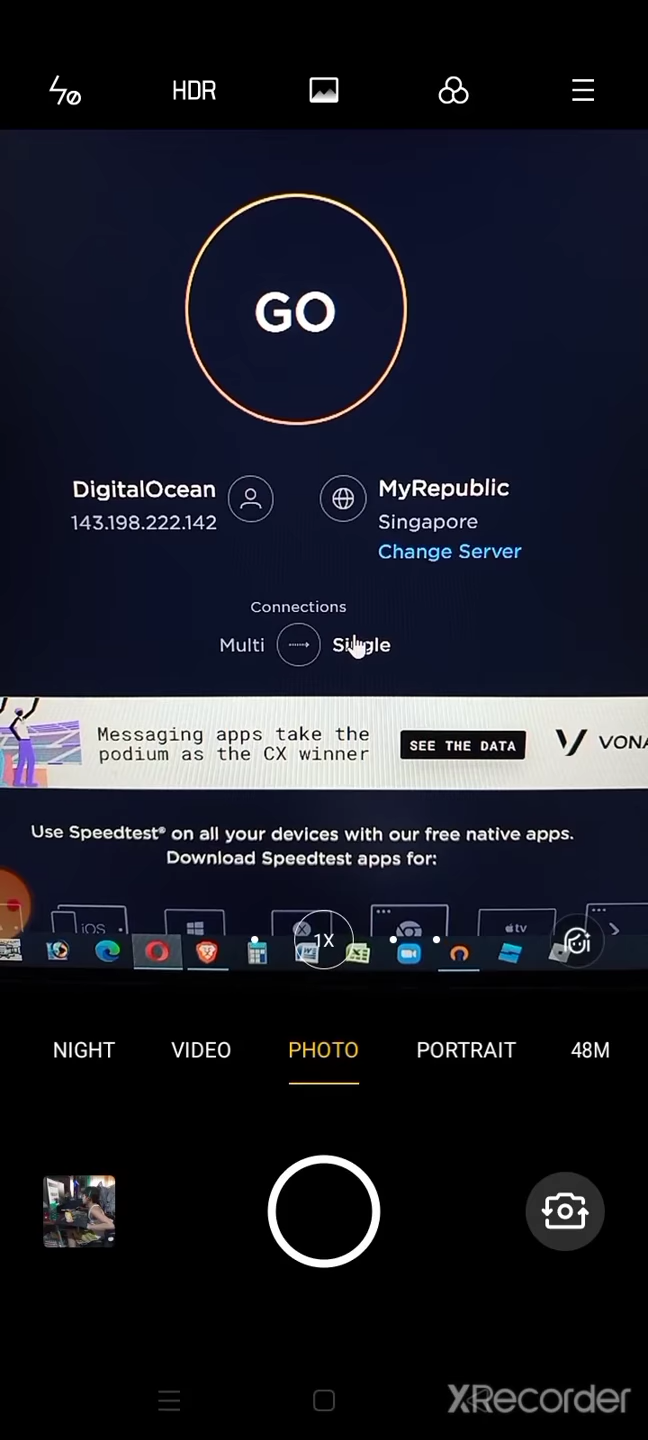 HDR
GO
DigitalOcean
143.198.222.142
MyRepublic
Singapore
Change Server
Connections
Multi
Single
Messaging apps take the
podium as the CX winner
SEE THE DATA
VONA
Use Speedtest® on all your devices with our free native apps.
Download Speedtest apps for:
iOS
tv
1X
NIGHT VIDEO PHOTO PORTRAIT 48M
XRecorder